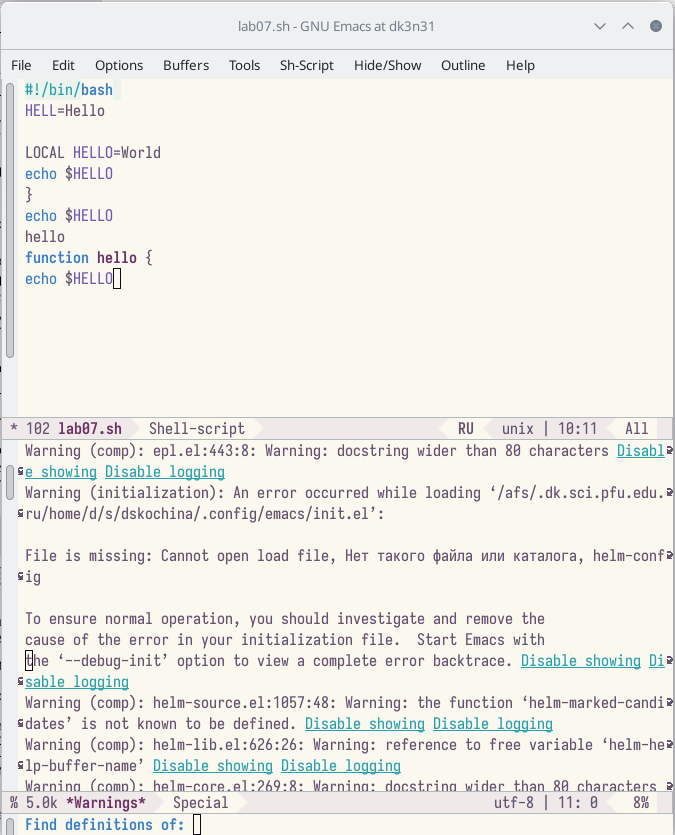 lab07.sh - GNU Emacs at dk3n31
File Edit Options Buffers Tools Sh-Script Hide/Show Outline Help
#!/bin/bash
HELL=Hello
LOCAL HELLO=World
echo $HELLO
}
echo $HELLO
hello
function hello {
echo $HELLO
* 102 lab07.sh Shell-script RU unix | 10:11 All
Warning (comp): epl.el:443:8: Warning: docstring wider than 80 characters Disabl
e showing Disable logging
Warning (initialization): An error occurred while loading ‘/afs/.dk.sci.pfu.edu.
ru/home/d/s/dskochina/.config/emacs/init.el’:
File is missing: Cannot open load file, Нет такого файла или каталога, helm-conf
ig
To ensure normal operation, you should investigate and remove the
cause of the error in your initialization file.  Start Emacs with
the ‘--debug-init’ option to view a complete error backtrace. Disable showing Di
sable logging
Warning (comp): helm-source.el:1057:48: Warning: the function ‘helm-marked-candi
dates’ is not known to be defined. Disable showing Disable logging
Warning (comp): helm-lib.el:626:26: Warning: reference to free variable ‘helm-he
lp-buffer-name’ Disable showing Disable logging
Warning (comp): helm-core.el:269:8: Warning: docstring wider than 80 characters
% 5.0k *Warnings* Special utf-8 | 11: 0 8%
Find definitions of: